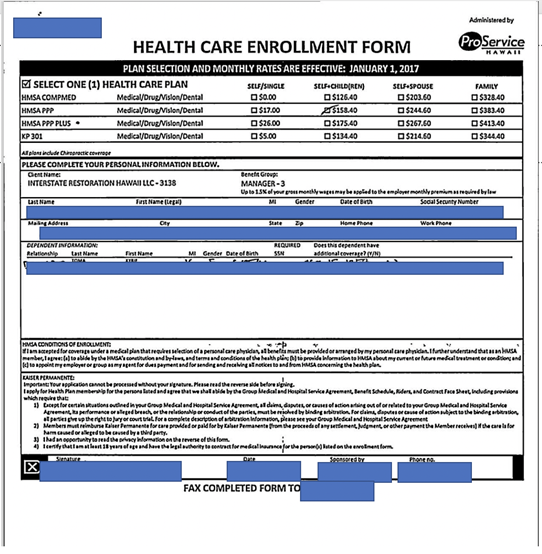 Administered by
ProService
HAWAII
HEALTH CARE ENROLLMENT FORM
PLAN SELECTION AND MONTHLY RATES ARE EFFECTIVE: JANUARY 1, 2017
☑ SELECT ONE (1) HEALTH CARE PLAN SELF/SINGLE SELF+CHILD(REN) SELF+SPOUSE FAMILY
HMSA COMPMED Medical/Drug/Vision/Dental ☐ $0.00 ☐ $126.40 ☐ $203.60 ☐ $328.40
HMSA PPP Medical/Drug/Vision/Dental ☐ $17.00 ☑ $158.40 ☐ $244.60 ☐ $383.40
HMSA PPP PLUS * Medical/Drug/Vision/Dental ☐ $26.00 ☐ $175.40 ☐ $267.60 ☐ $413.40
KP 301 Medical/Drug/Vision/Dental ☐ $5.00 ☐ $134.40 ☐ $214.60 ☐ $344.40
All plans include Chiropractic coverage
PLEASE COMPLETE YOUR PERSONAL INFORMATION BELOW.
Client Name: Benefit Group:
INTERSTATE RESTORATION HAWAII LLC - 3138 MANAGER - 3
Up to 1.5% of your gross monthly wages may be applied to the employer monthly premium as required by law
Last Name First Name (Legal) MI Gender Date of Birth Social Security Number
Mailing Address City State Zip Home Phone Work Phone
DEPENDENT INFORMATION: REQUIRED Does this dependent have
Relationship Last Name First Name MI Gender Date of Birth SSN additional coverage? (Y/N)
HMSA CONDITIONS OF ENROLLMENT:
If I am accepted for coverage under a medical plan that requires selection of a personal care physician, all benefits must be provided or arranged by my personal care physician. I further understand that as an HMSA
member, I agree: (a) to abide by the HMSA's constitution and by-laws, and terms and conditions of the health plan; (b) to provide information to HMSA about my current or future medical treatment or condition; and
(c) to appoint my employer or group as my agent for dues payment and for sending and receiving all notices to and from HMSA concerning the health plan.
KAISER PERMANENTE:
Important: Your application cannot be processed without your signature. Please read the reverse side before signing.
I apply for Health Plan membership for the persons listed and agree that we shall abide by the Group Medical and Hospital Service Agreement, Benefit Schedule, Riders, and Contract Face Sheet, including provisions
which require that:
1) Except for certain situations outlined in your Group Medical and Hospital Service Agreement, all claims, disputes, or causes of action arising out of or related to your Group Medical and Hospital Service
Agreement, its performance or alleged breach, or the relationship or conduct of the parties, must be resolved by binding arbitration. For claims, disputes or cause of action subject to the binding arbitration,
all parties give up the right to jury or court trial. For a complete description of arbitration information, please see your Group Medical and Hospital Service Agreement
2) Members must reimburse Kaiser Permanente for care provided or paid for by Kaiser Permanente (from the proceeds of any settlement, judgment, or other payment the Member receives) if the care is for
harm caused or alleged to be caused by a third party.
3) I had an opportunity to read the privacy information on the reverse of this form.
4) I certify that I am at least 18 years of age and have the legal authority to contract for medical insurance for the person(s) listed on the enrollment form.
Signature Date Sponsored by Phone no.
FAX COMPLETED FORM TO